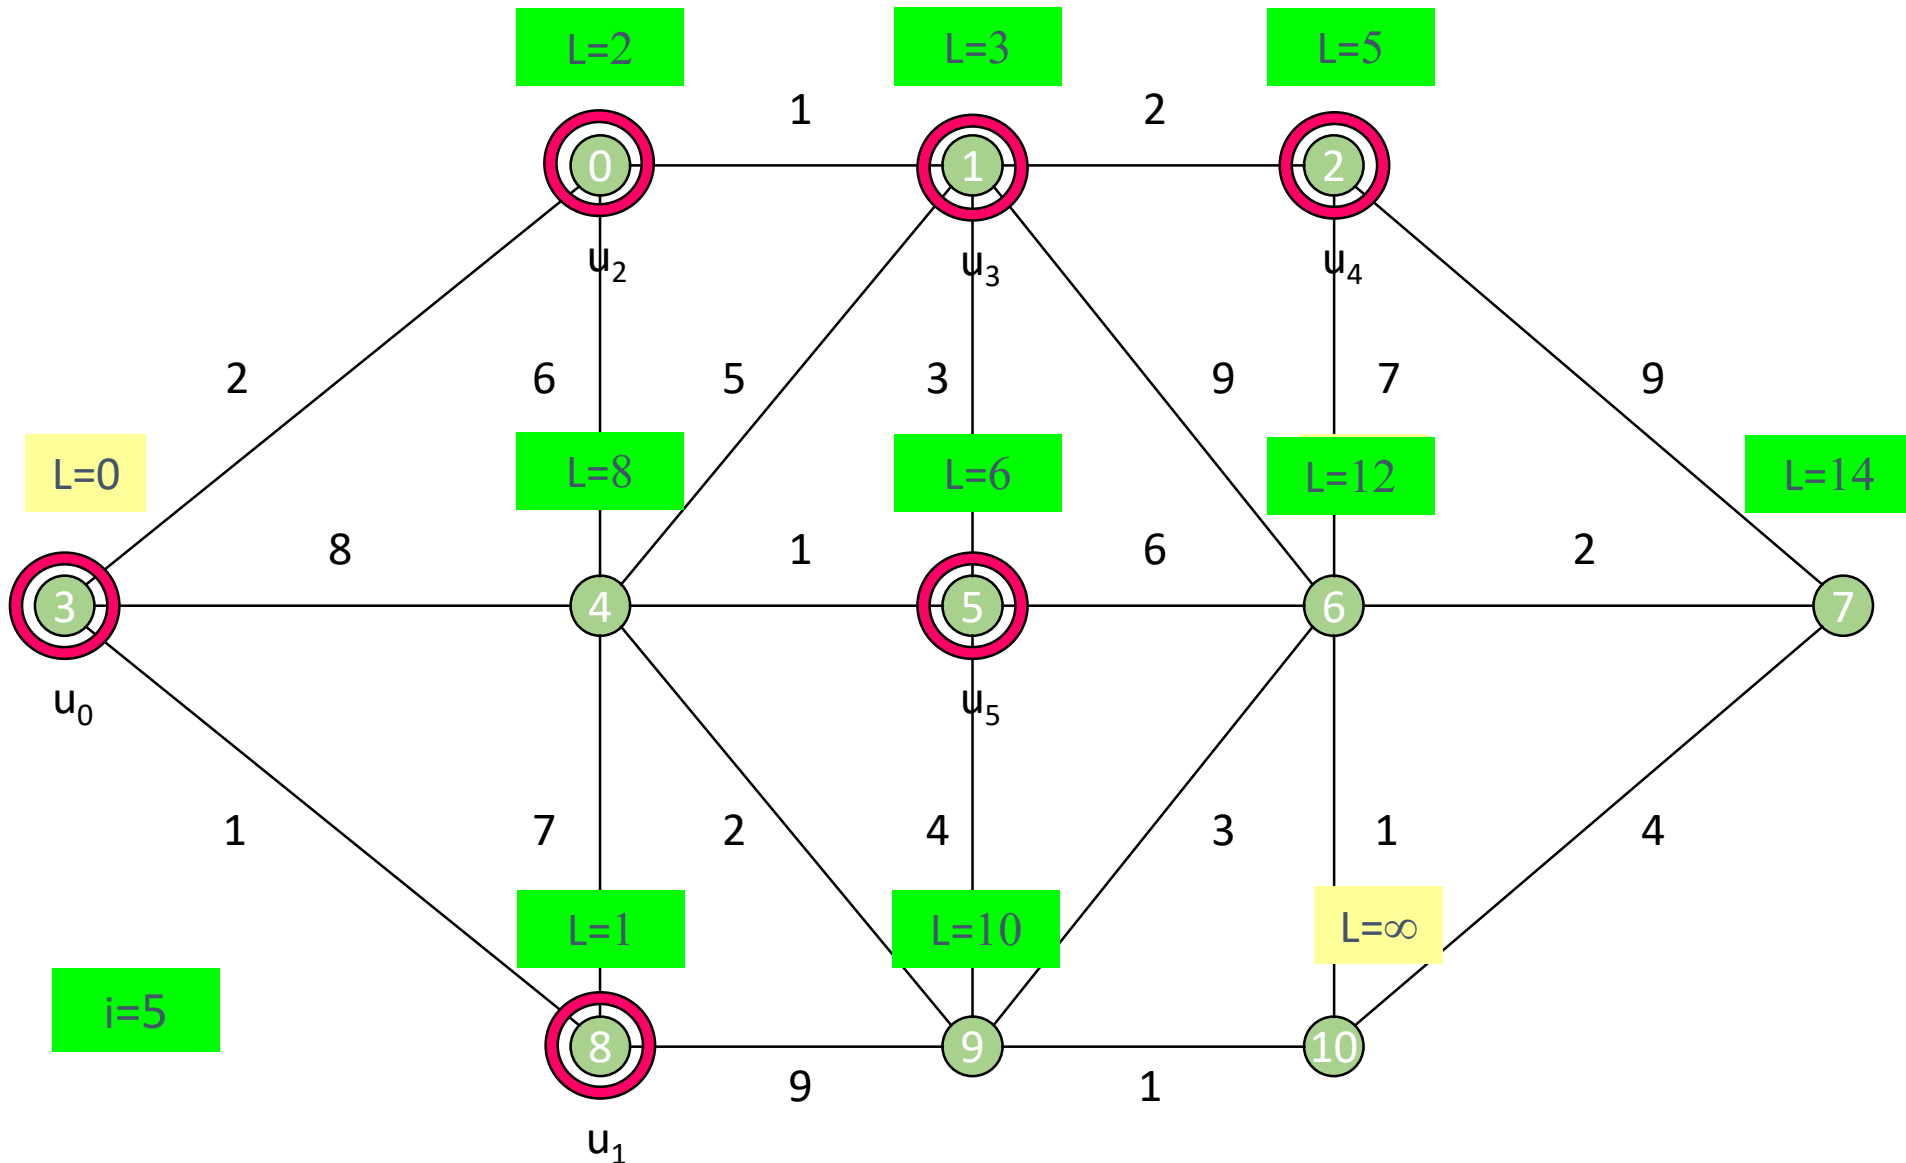 L=2 L=3 L=5
1 2
0 1 2
u₂ u₃ u₄
2 6 5 3 9 7 9
L=0 L=8 L=6 L=12 L=14
8 1 6 2
3 4 5 6 7
u₀ u₅
1 7 2 4 3 1 4
L=1 L=10 L=∞
i=5
8 9 10
9 1
u₁